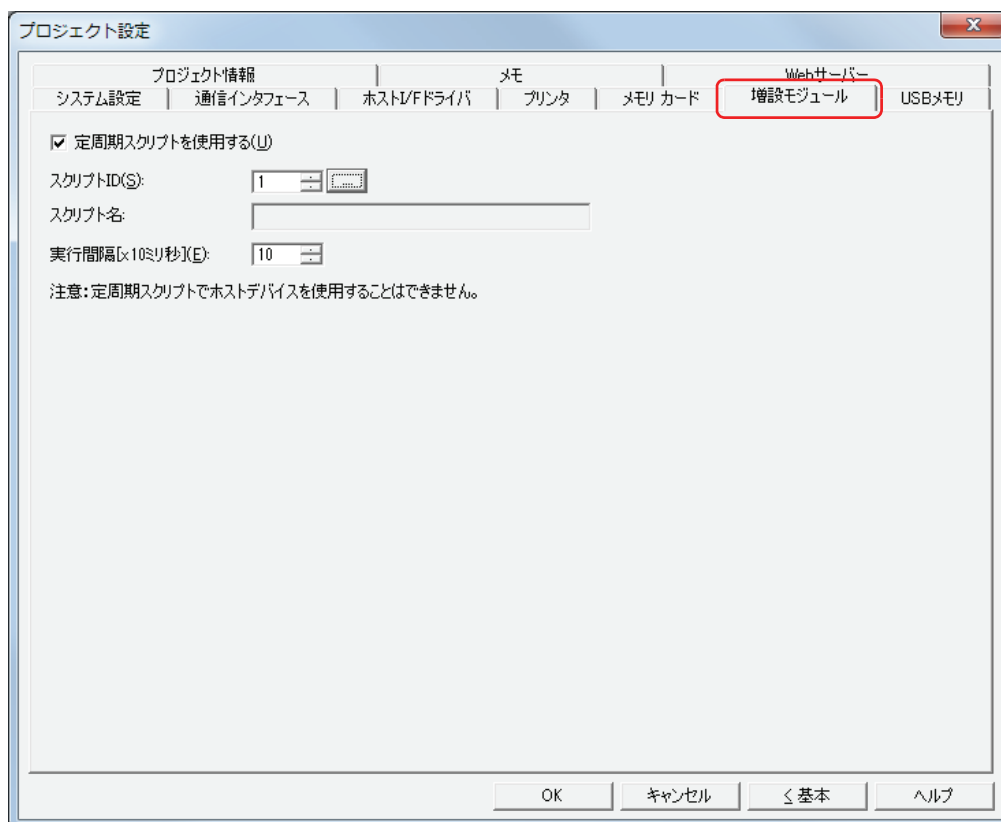 プロジェクト設定
プロジェクト情報 メモ Webサーバー
システム設定 通信インタフェース ホストI/Fドライバ プリンタ メモリ カード 増設モジュール USBメモリ
定周期スクリプトを使用する(U)
スクリプトID(S): 1 ...
スクリプト名:
実行間隔[x10ミリ秒](E): 10
注意:定周期スクリプトでホストデバイスを使用することはできません。
OK キャンセル < 基本 ヘルプ